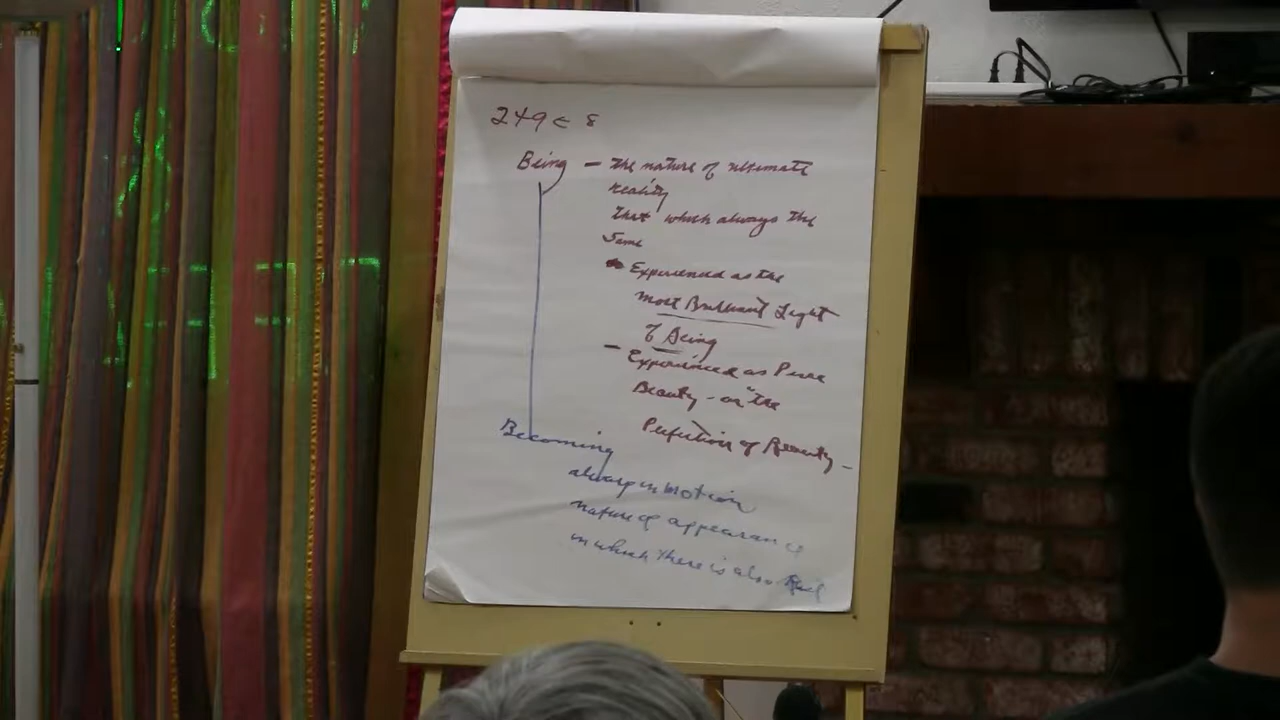 249 c 8
Being — the nature of ultimate
reality
that which always the
same
Experienced as the
most Brilliant Light
of Being
— Experienced as Pure
Beauty - or "the
Perfection of Beauty -
Becoming
always in motion
nature of appearance
in which there is also